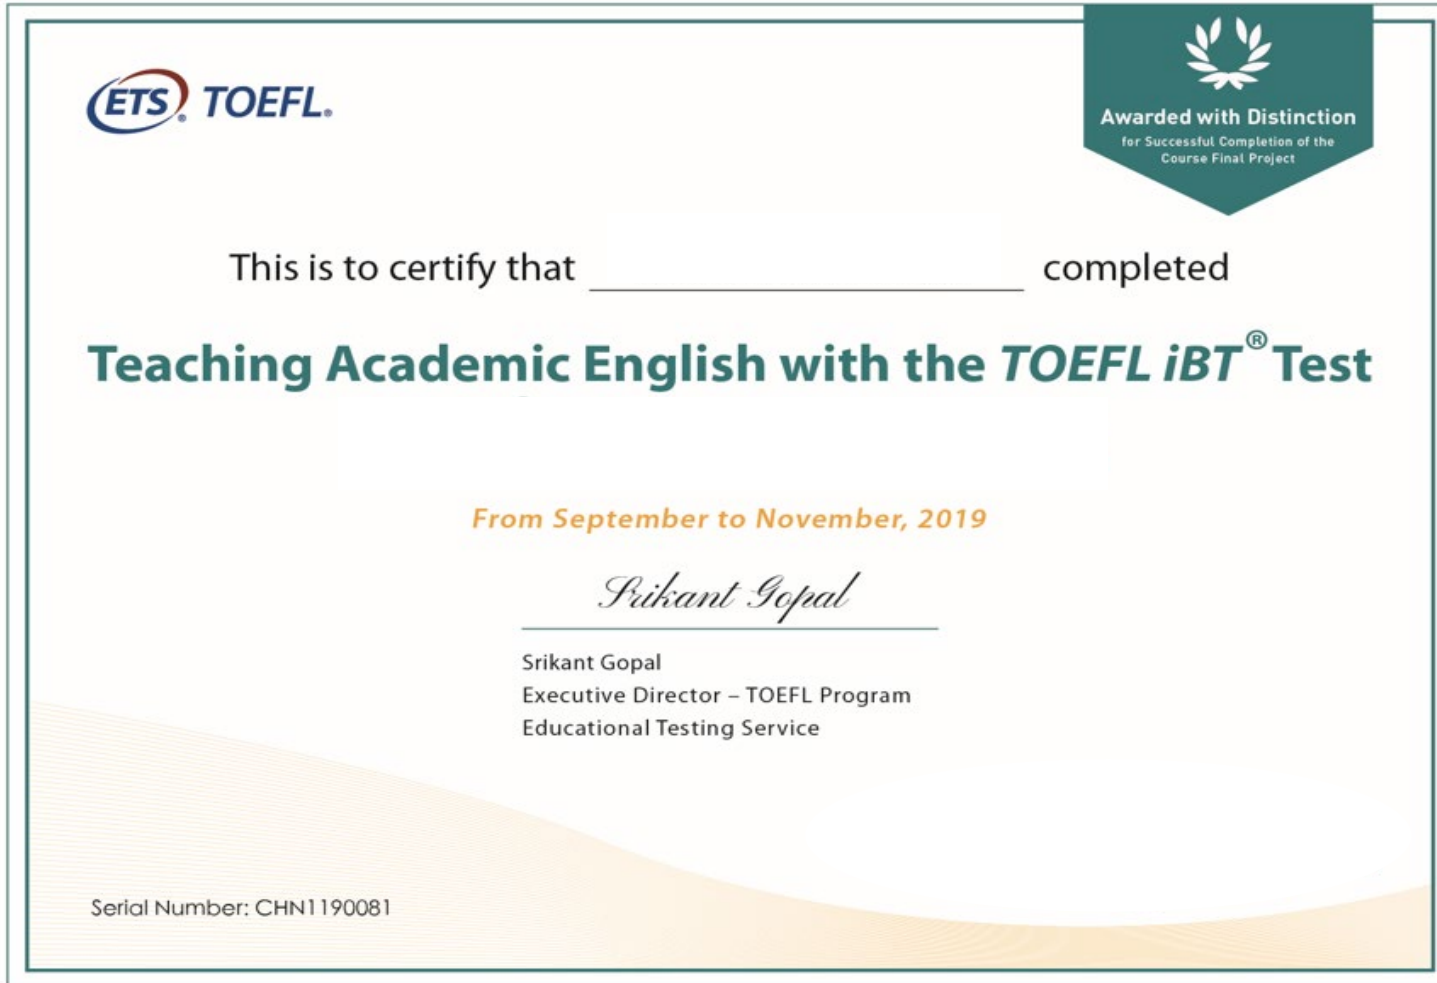 ETS® TOEFL®
Awarded with Distinction
for Successful Completion of the
Course Final Project
This is to certify that ____________________ completed
Teaching Academic English with the TOEFL iBT® Test
From September to November, 2019
Srikant Gopal
Srikant Gopal
Executive Director – TOEFL Program
Educational Testing Service
Serial Number: CHN1190081